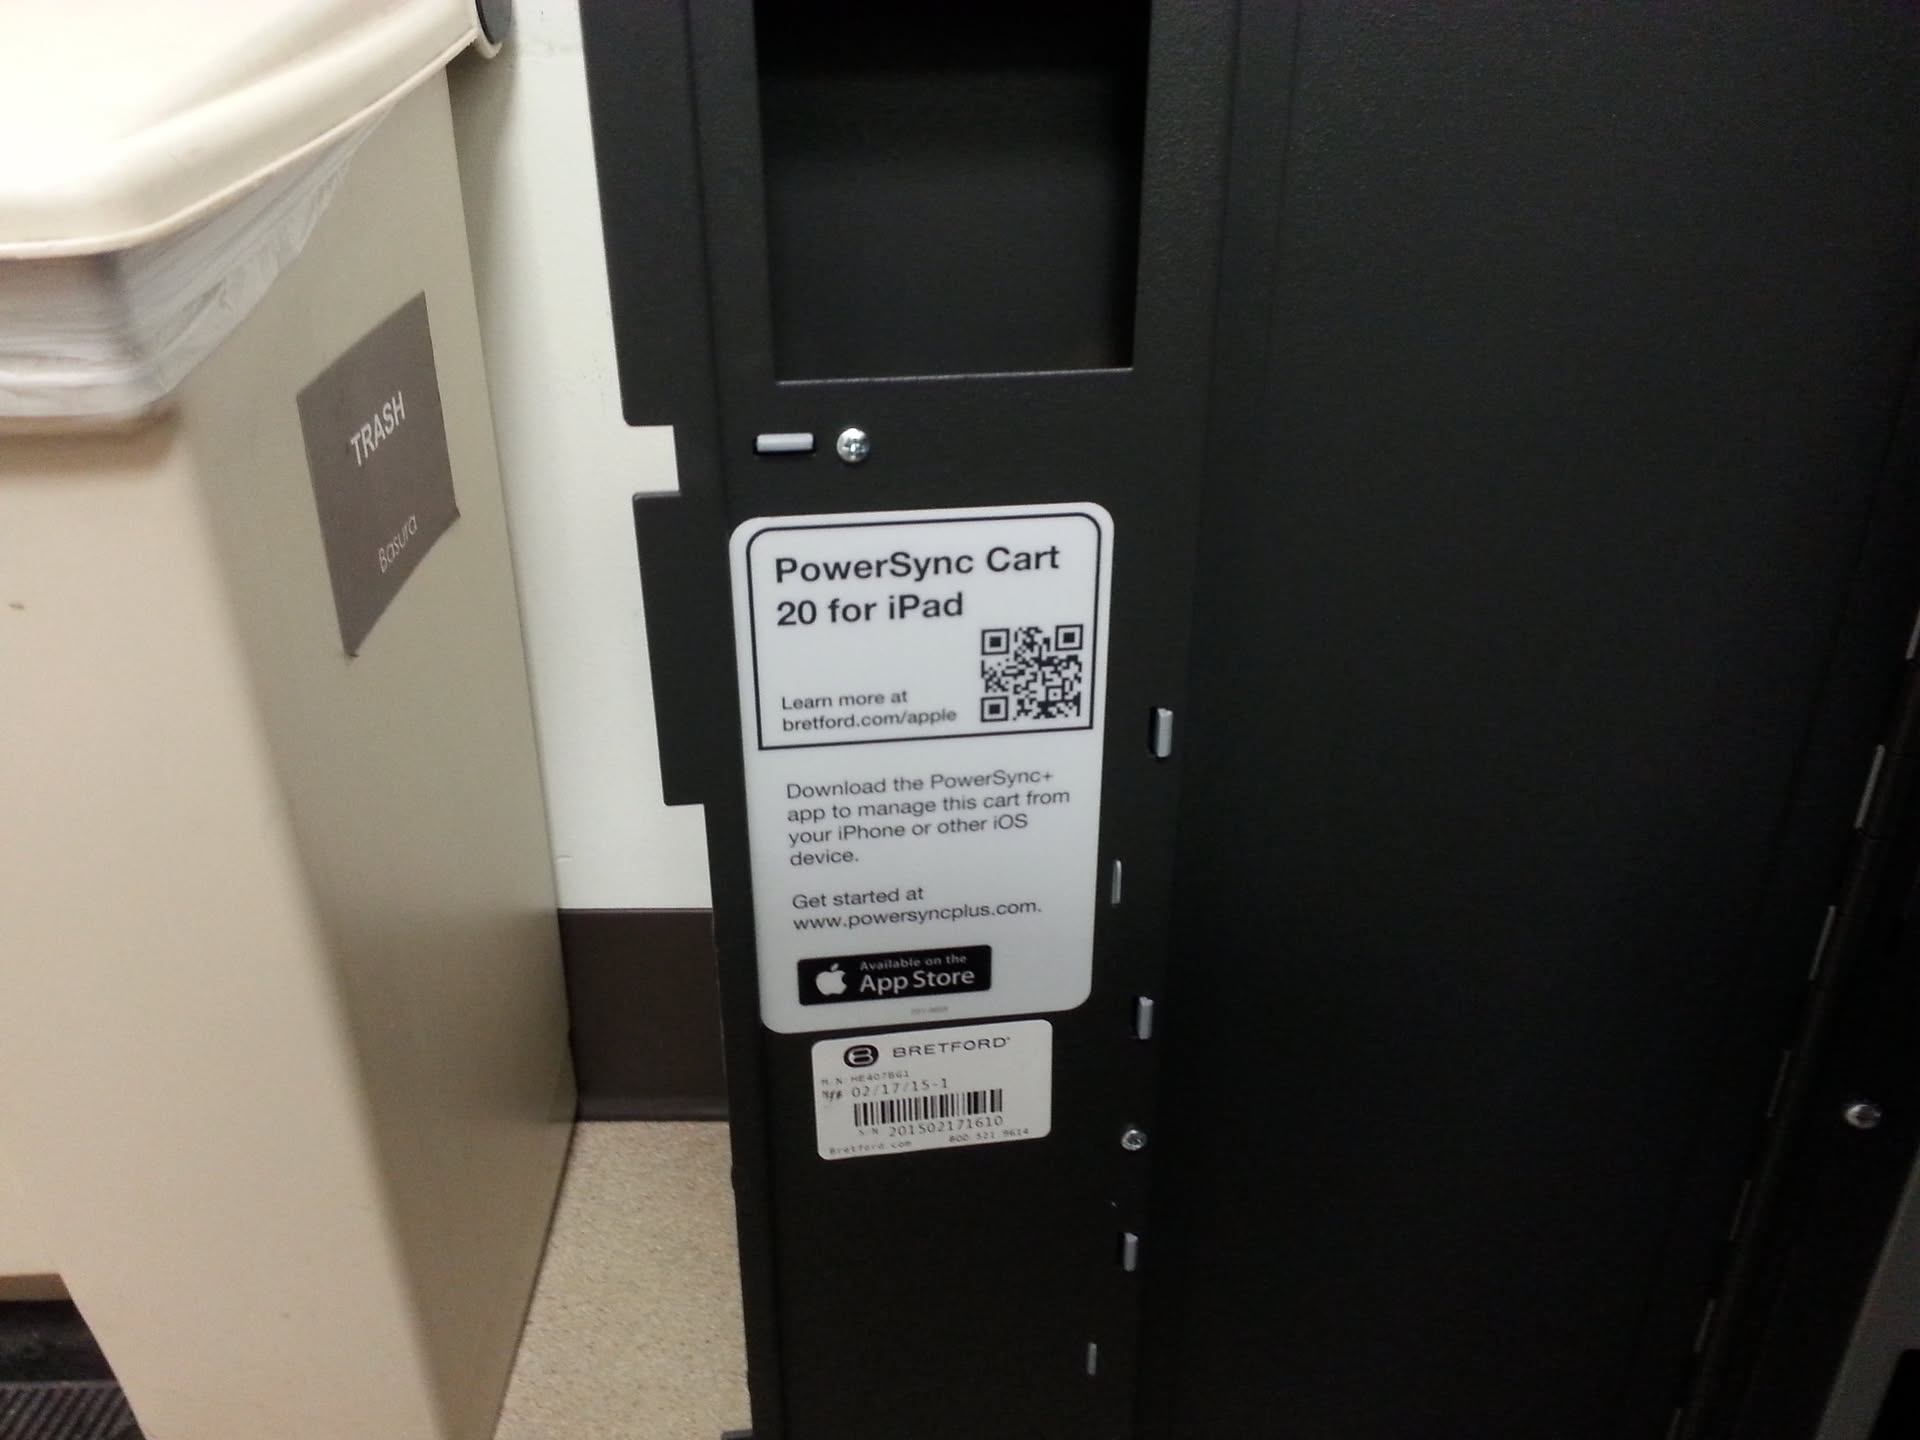 TRASH
Basura
PowerSync Cart
20 for iPad
Learn more at
bretford.com/apple
Download the PowerSync+
app to manage this cart from
your iPhone or other iOS
device.
Get started at
www.powersyncplus.com.
Available on the
App Store
B BRETFORD
M.N. HE407BG1
Mfg 02/17/15-1
S.N. 201502171610
Bretford.com 800 521 9614